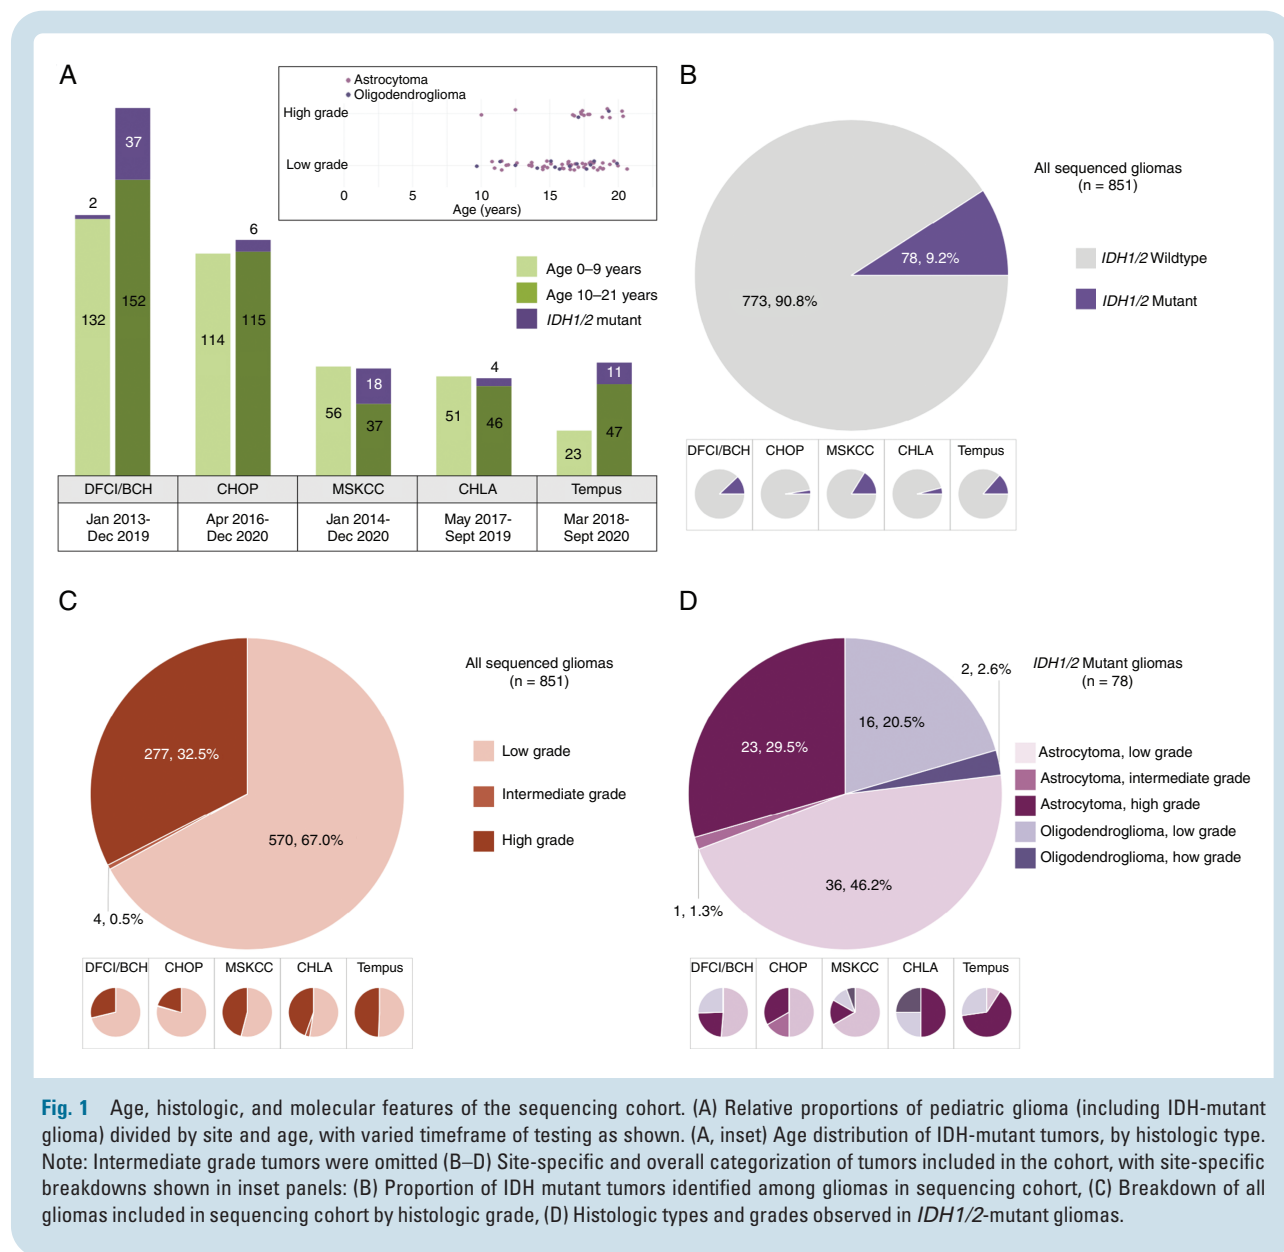 A
Astrocytoma
Oligodendroglioma
High grade
Low grade
0 5 10 15 20
Age (years)
2
37
132
152
6
114
115
56
18
37
51
4
46
23
11
47
Age 0–9 years
Age 10–21 years
IDH1/2 mutant
DFCI/BCH CHOP MSKCC CHLA Tempus
Jan 2013- Apr 2016- Jan 2014- May 2017- Mar 2018-
Dec 2019 Dec 2020 Dec 2020 Sept 2019 Sept 2020
B
All sequenced gliomas
(n = 851)
78, 9.2%
773, 90.8%
IDH1/2 Wildtype
IDH1/2 Mutant
DFCI/BCH CHOP MSKCC CHLA Tempus
C
All sequenced gliomas
(n = 851)
277, 32.5%
570, 67.0%
4, 0.5%
Low grade
Intermediate grade
High grade
DFCI/BCH CHOP MSKCC CHLA Tempus
D
IDH1/2 Mutant gliomas
(n = 78)
2, 2.6%
16, 20.5%
23, 29.5%
36, 46.2%
1, 1.3%
Astrocytoma, low grade
Astrocytoma, intermediate grade
Astrocytoma, high grade
Oligodendroglioma, low grade
Oligodendroglioma, how grade
DFCI/BCH CHOP MSKCC CHLA Tempus
Fig. 1 Age, histologic, and molecular features of the sequencing cohort. (A) Relative proportions of pediatric glioma (including IDH-mutant
glioma) divided by site and age, with varied timeframe of testing as shown. (A, inset) Age distribution of IDH-mutant tumors, by histologic type.
Note: Intermediate grade tumors were omitted (B–D) Site-specific and overall categorization of tumors included in the cohort, with site-specific
breakdowns shown in inset panels: (B) Proportion of IDH mutant tumors identified among gliomas in sequencing cohort, (C) Breakdown of all
gliomas included in sequencing cohort by histologic grade, (D) Histologic types and grades observed in IDH1/2-mutant gliomas.